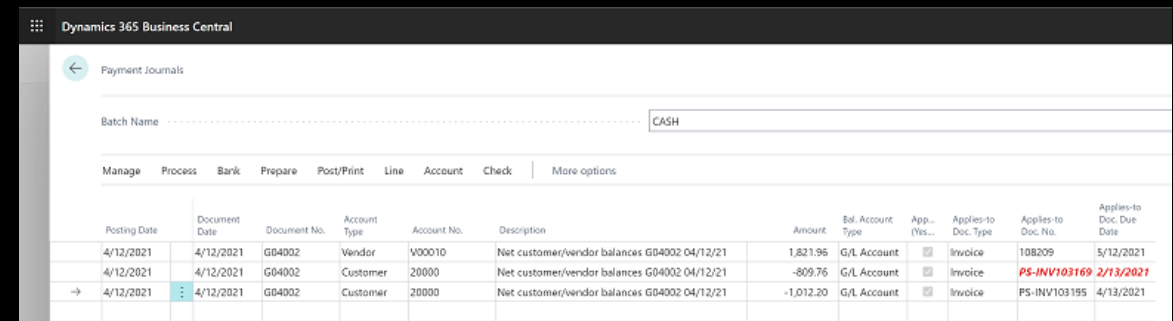 Dynamics 365 Business Central
Payment Journals
Batch Name CASH
Manage Process Bank Prepare Post/Print Line Account Check More options
Posting Date Document Date Document No. Account Type Account No. Description Amount Bal. Account Type App... (Yes... Applies-to Doc. Type Applies-to Doc. No. Applies-to Doc. Due Date
4/12/2021 4/12/2021 G04002 Vendor V00010 Net customer/vendor balances G04002 04/12/21 1,821.96 G/L Account Invoice 108209 5/12/2021
4/12/2021 4/12/2021 G04002 Customer 20000 Net customer/vendor balances G04002 04/12/21 -809.76 G/L Account Invoice PS-INV103169 2/13/2021
4/12/2021 4/12/2021 G04002 Customer 20000 Net customer/vendor balances G04002 04/12/21 -1,012.20 G/L Account Invoice PS-INV103195 4/13/2021